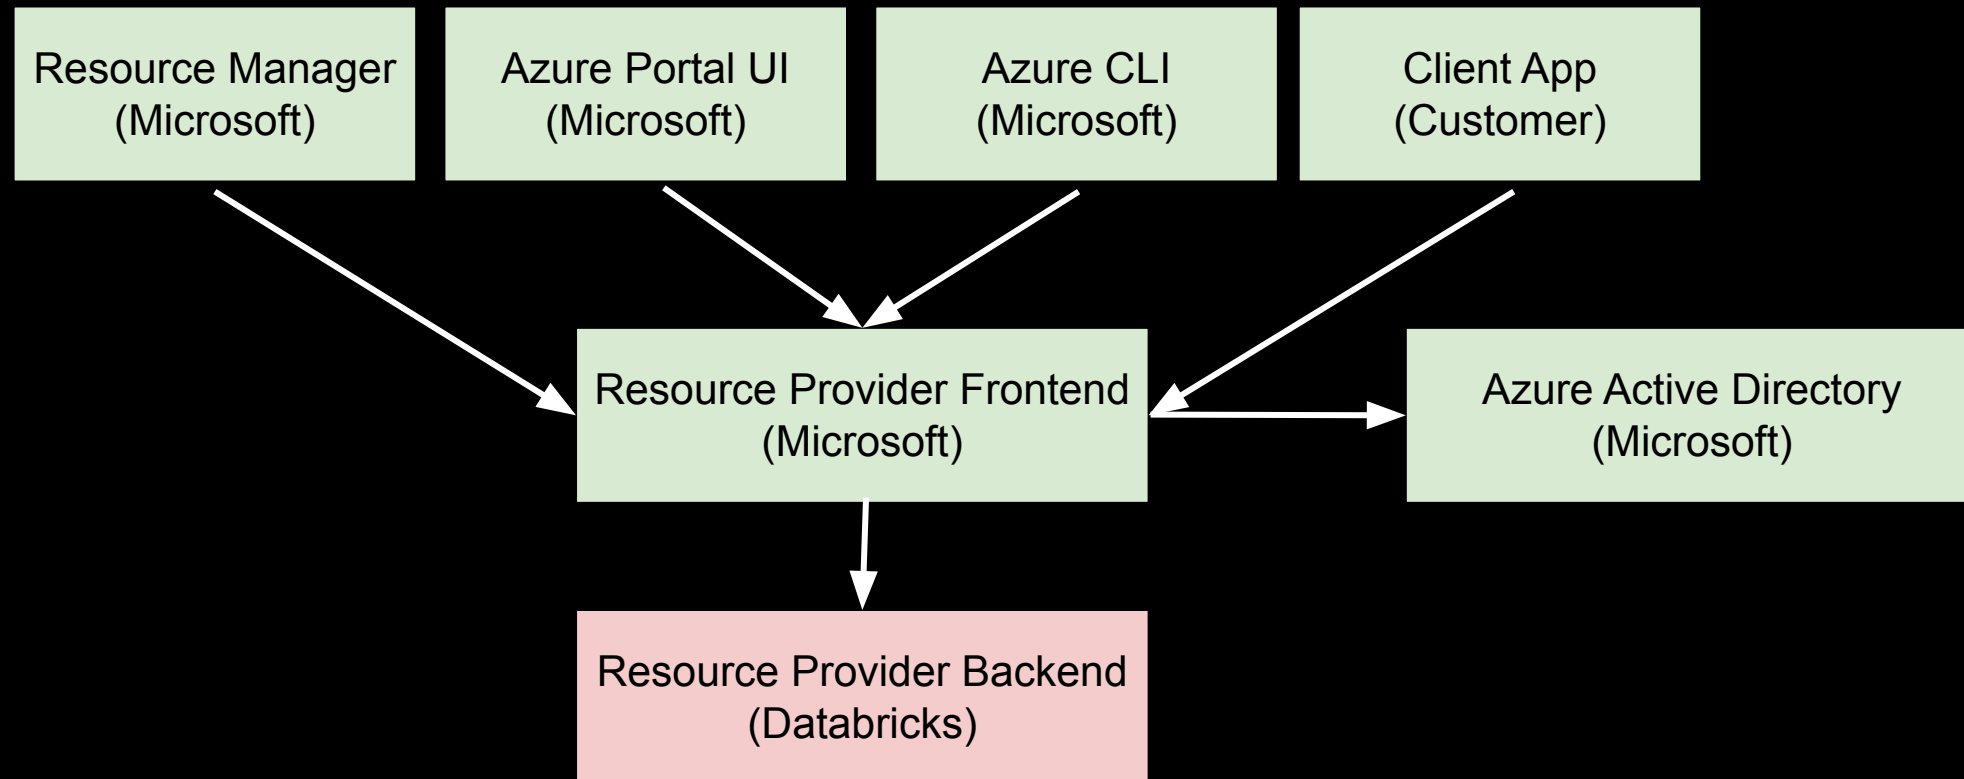 Resource Manager
(Microsoft)
Azure Portal UI
(Microsoft)
Azure CLI
(Microsoft)
Client App
(Customer)
Resource Provider Frontend
(Microsoft)
Azure Active Directory
(Microsoft)
Resource Provider Backend
(Databricks)